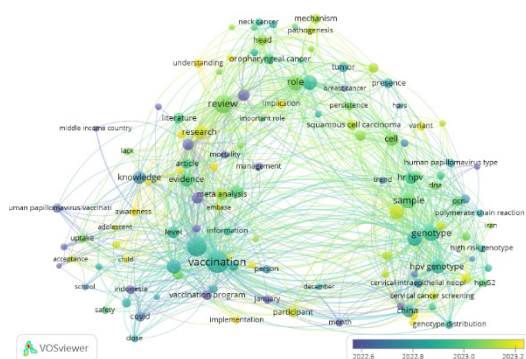 neck cancer
mechanism
pathogenesis
head
understanding
oropharyngeal cancer
tumor
role
presence
breast cancer
implication
persistence
hpvs
review
important role
literature
squamous cell carcinoma
variant
middle income country
research
cell
lack
article
mortality
management
human papillomavirus type
knowledge
evidence
trend
hr hpv
dna
meta analysis
embase
sample
pcr
uman papillomavirus vaccinati
awareness
polymerase chain reaction
adolescent
information
iran
uptake
level
genotype
high risk genotype
acceptance
child
vaccination
person
hpv genotype
school
december
cervical intraepithelial neopl
hpv52
indonesia
vaccination program
january
cervical cancer screening
safety
covid
participant
china
implementation
month
genotype distribution
dose
VOSviewer
2022.6 2022.8 2023.0 2023.2